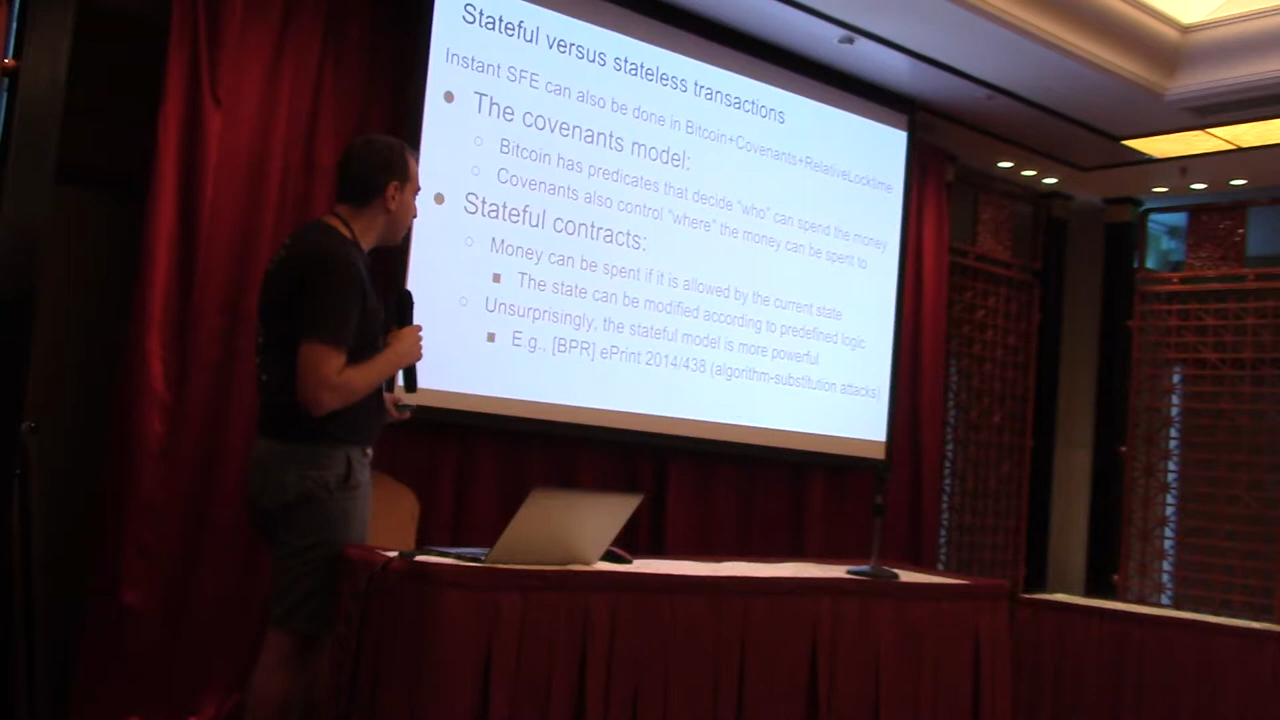 Stateful versus stateless transactions
Instant SFE can also be done in Bitcoin+Covenants+RelativeLocktime
The covenants model:
Bitcoin has predicates that decide "who" can spend the money
Covenants also control "where" the money can be spent to
Stateful contracts:
Money can be spent if it is allowed by the current state
The state can be modified according to predefined logic
Unsurprisingly, the stateful model is more powerful
E.g., [BPR] ePrint 2014/438 (algorithm-substitution attacks)